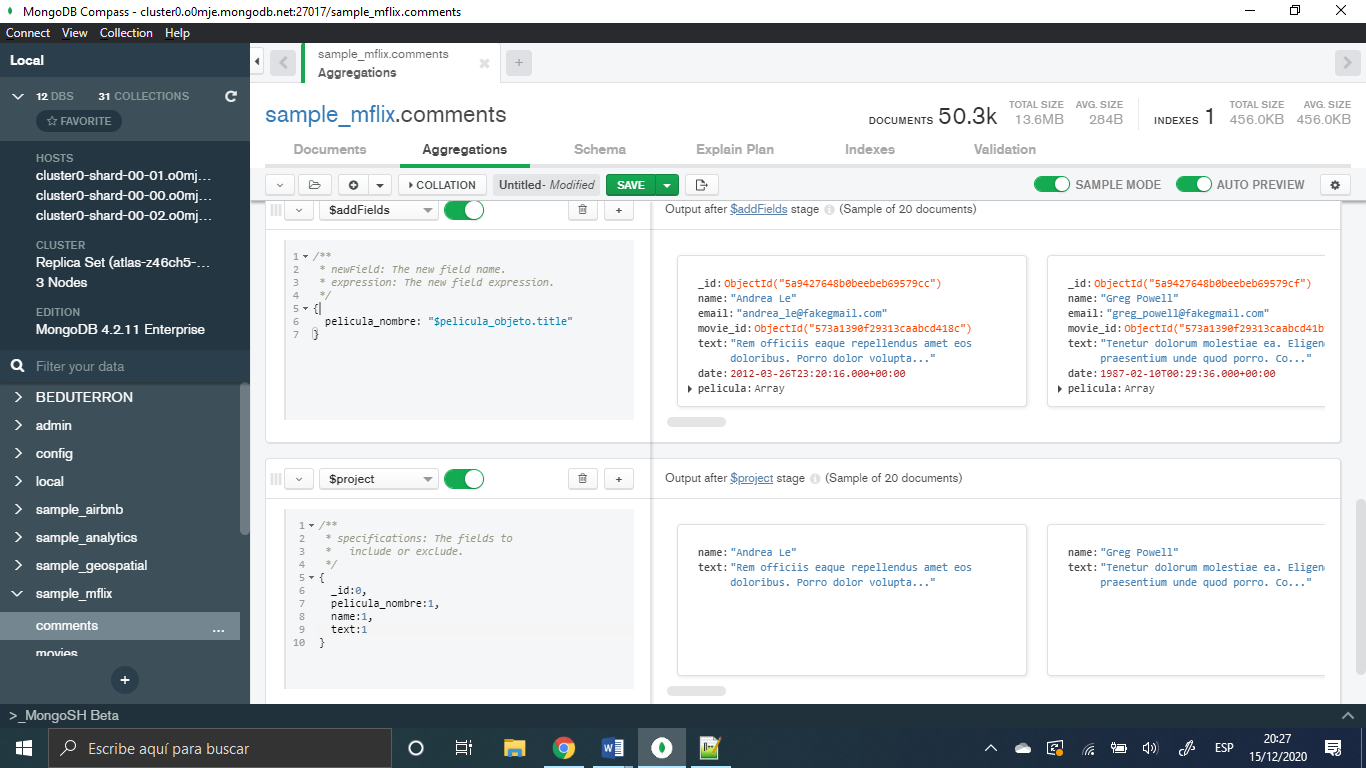 MongoDB Compass - cluster0.o0mje.mongodb.net:27017/sample_mflix.comments
Connect View Collection Help
Local
12 DBS 31 COLLECTIONS
FAVORITE
HOSTS
cluster0-shard-00-01.o0mj...
cluster0-shard-00-00.o0mj...
cluster0-shard-00-02.o0mj...
CLUSTER
Replica Set (atlas-z46ch5-...
3 Nodes
EDITION
MongoDB 4.2.11 Enterprise
Filter your data
BEDUTERRON
admin
config
local
sample_airbnb
sample_analytics
sample_geospatial
sample_mflix
comments ...
movies
sample_mflix.comments
Aggregations
sample_mflix.comments
DOCUMENTS 50.3k TOTAL SIZE 13.6MB AVG. SIZE 284B INDEXES 1 TOTAL SIZE 456.0KB AVG. SIZE 456.0KB
Documents Aggregations Schema Explain Plan Indexes Validation
COLLATION Untitled- Modified SAVE SAMPLE MODE AUTO PREVIEW
$addFields
Output after $addFields stage (Sample of 20 documents)
1 /**
2 * newField: The new field name.
3 * expression: The new field expression.
4 */
5 {
6 pelicula_nombre: "$pelicula_objeto.title"
7 }
_id: ObjectId("5a9427648b0beebeb69579cc")
name: "Andrea Le"
email: "andrea_le@fakegmail.com"
movie_id: ObjectId("573a1390f29313caabcd418c")
text: "Rem officiis eaque repellendus amet eos
doloribus. Porro dolor volupta..."
date: 2012-03-26T23:20:16.000+00:00
pelicula: Array
_id: ObjectId("5a9427648b0beebeb69579cf")
name: "Greg Powell"
email: "greg_powell@fakegmail.com"
movie_id: ObjectId("573a1390f29313caabcd41b
text: "Tenetur dolorum molestiae ea. Eligen
praesentium unde quod porro. Co..."
date: 1987-02-10T00:29:36.000+00:00
pelicula: Array
$project
Output after $project stage (Sample of 20 documents)
1 /**
2 * specifications: The fields to
3 * include or exclude.
4 */
5 {
6 _id:0,
7 pelicula_nombre:1,
8 name:1,
9 text:1
10 }
name: "Andrea Le"
text: "Rem officiis eaque repellendus amet eos
doloribus. Porro dolor volupta..."
name: "Greg Powell"
text: "Tenetur dolorum molestiae ea. Eligen
praesentium unde quod porro. Co..."
>_MongoSH Beta
Escribe aquí para buscar
ESP
20:27
15/12/2020